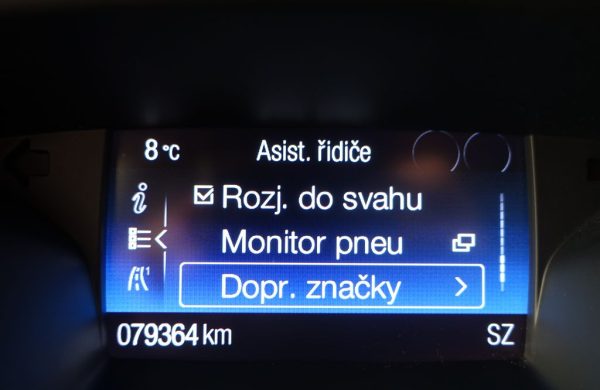 8 °C Asist. řidiče
Rozj. do svahu
Monitor pneu
Dopr. značky
079364 km SZ